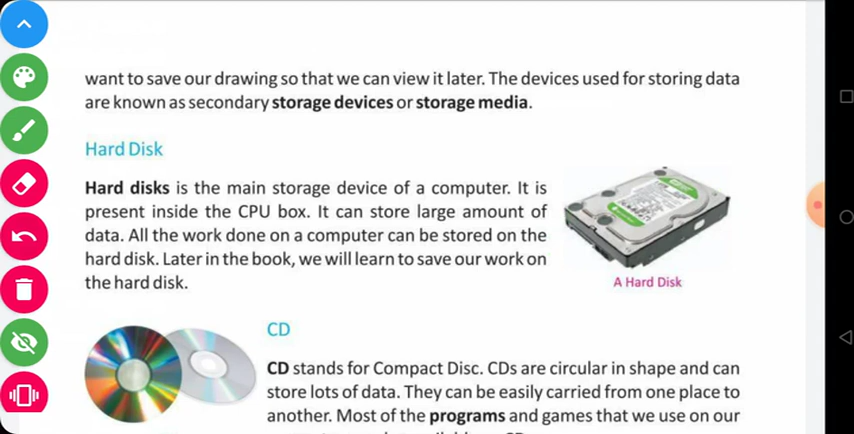 want to save our drawing so that we can view it later. The devices used for storing data
are known as secondary storage devices or storage media.
Hard Disk
Hard disks is the main storage device of a computer. It is
present inside the CPU box. It can store large amount of
data. All the work done on a computer can be stored on the
hard disk. Later in the book, we will learn to save our work on
the hard disk.
A Hard Disk
CD
CD stands for Compact Disc. CDs are circular in shape and can
store lots of data. They can be easily carried from one place to
another. Most of the programs and games that we use on our